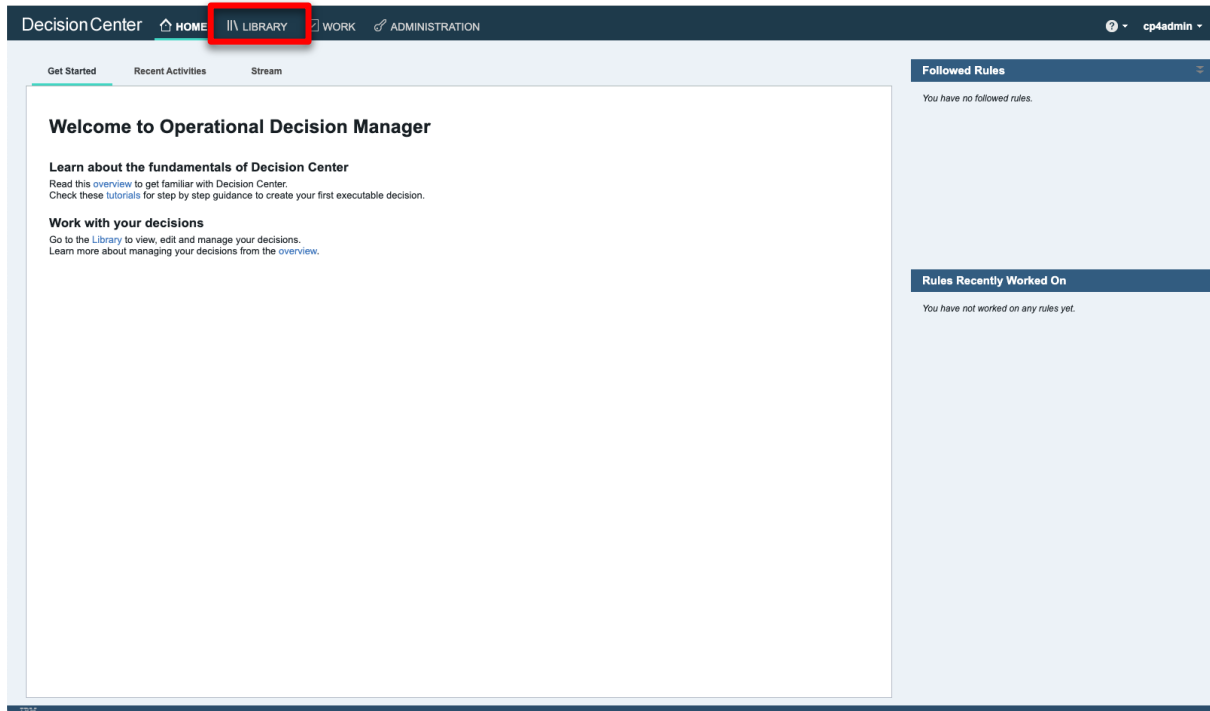 Decision Center HOME LIBRARY WORK ADMINISTRATION cp4admin
Get Started Recent Activities Stream
Welcome to Operational Decision Manager
Learn about the fundamentals of Decision Center
Read this overview to get familiar with Decision Center.
Check these tutorials for step by step guidance to create your first executable decision.
Work with your decisions
Go to the Library to view, edit and manage your decisions.
Learn more about managing your decisions from the overview.
Followed Rules
You have no followed rules.
Rules Recently Worked On
You have not worked on any rules yet.